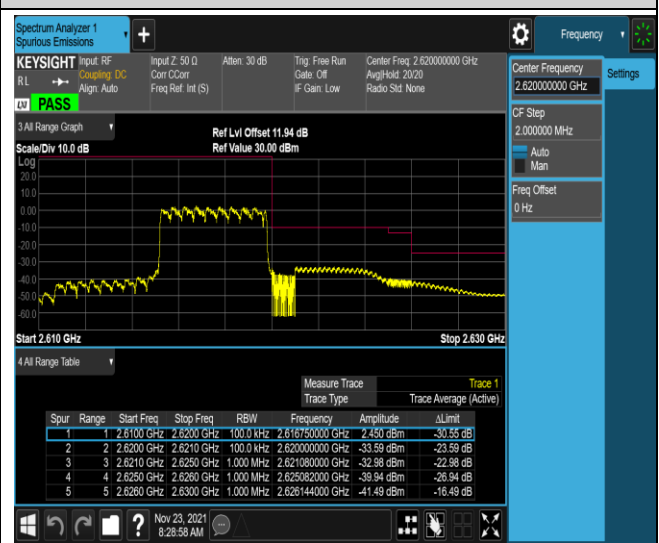 Spectrum Analyzer 1
Spurious Emissions
Frequency
KEYSIGHT Input: RF Input Z: 50 Ω Atten: 30 dB Trig: Free Run Center Freq: 2.620000000 GHz
RL Coupling: DC Corr CCorr Gate: Off Avg|Hold: 20/20
Align: Auto Freq Ref: Int (S) IF Gain: Low Radio Std: None
LXI PASS
Center Frequency
2.620000000 GHz
Settings
CF Step
2.000000 MHz
Auto
Man
Freq Offset
0 Hz
3 All Range Graph
Ref Lvl Offset 11.94 dB
Scale/Div 10.0 dB Ref Value 30.00 dBm
Log
20.0
10.0
0.00
-10.0
-20.0
-30.0
-40.0
-50.0
-60.0
Start 2.610 GHz Stop 2.630 GHz
4 All Range Table
Measure Trace Trace 1
Trace Type Trace Average (Active)
Spur Range Start Freq Stop Freq RBW Frequency Amplitude ΔLimit
1 1 2.6100 GHz 2.6200 GHz 100.0 kHz 2.616750000 GHz 2.450 dBm -30.55 dB
2 2 2.6200 GHz 2.6210 GHz 100.0 kHz 2.620000000 GHz -33.59 dBm -23.59 dB
3 3 2.6210 GHz 2.6250 GHz 1.000 MHz 2.621080000 GHz -32.98 dBm -22.98 dB
4 4 2.6250 GHz 2.6260 GHz 1.000 MHz 2.625082000 GHz -39.94 dBm -26.94 dB
5 5 2.6260 GHz 2.6300 GHz 1.000 MHz 2.626144000 GHz -41.49 dBm -16.49 dB
?
Nov 23, 2021
8:28:58 AM